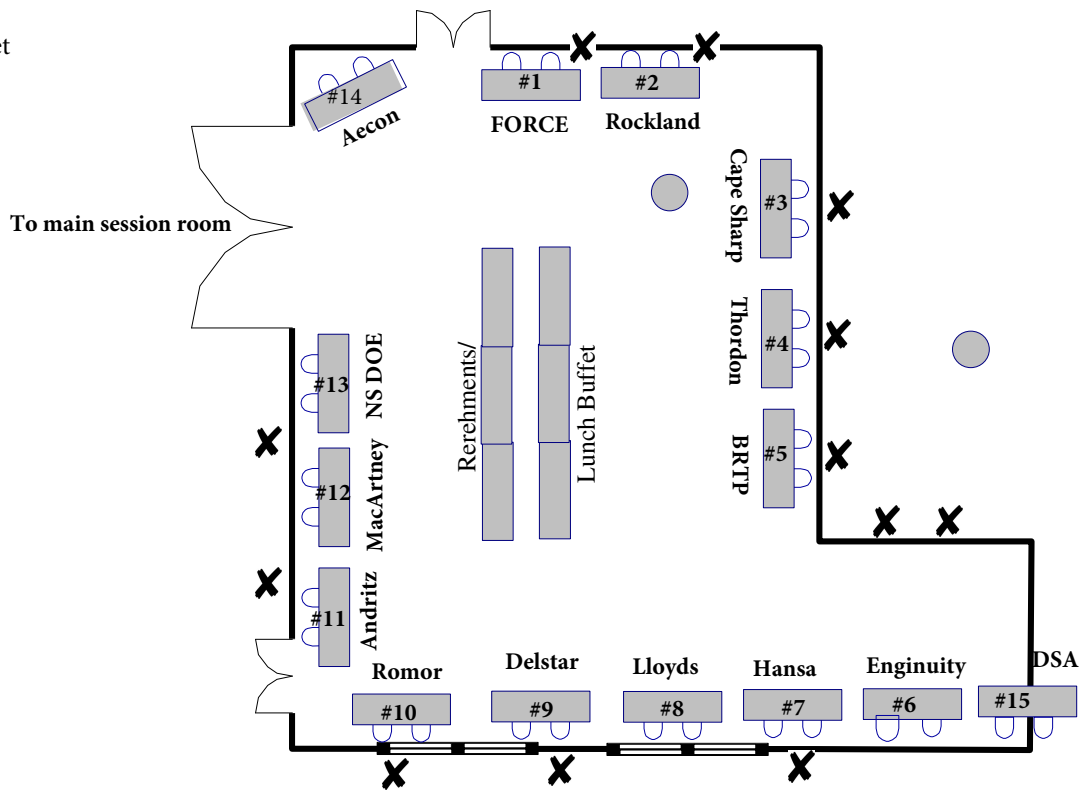 et
#14
Aecon
#1
FORCE
#2
Rockland
To main session room
Cape Sharp
#3
Thordon
#4
BRTP
#5
Rerehments/
Lunch Buffet
#13
NS DOE
#12
MacArtney
#11
Andritz
Romor
#10
Delstar
#9
Lloyds
#8
Hansa
#7
Enginuity
#6
DSA
#15